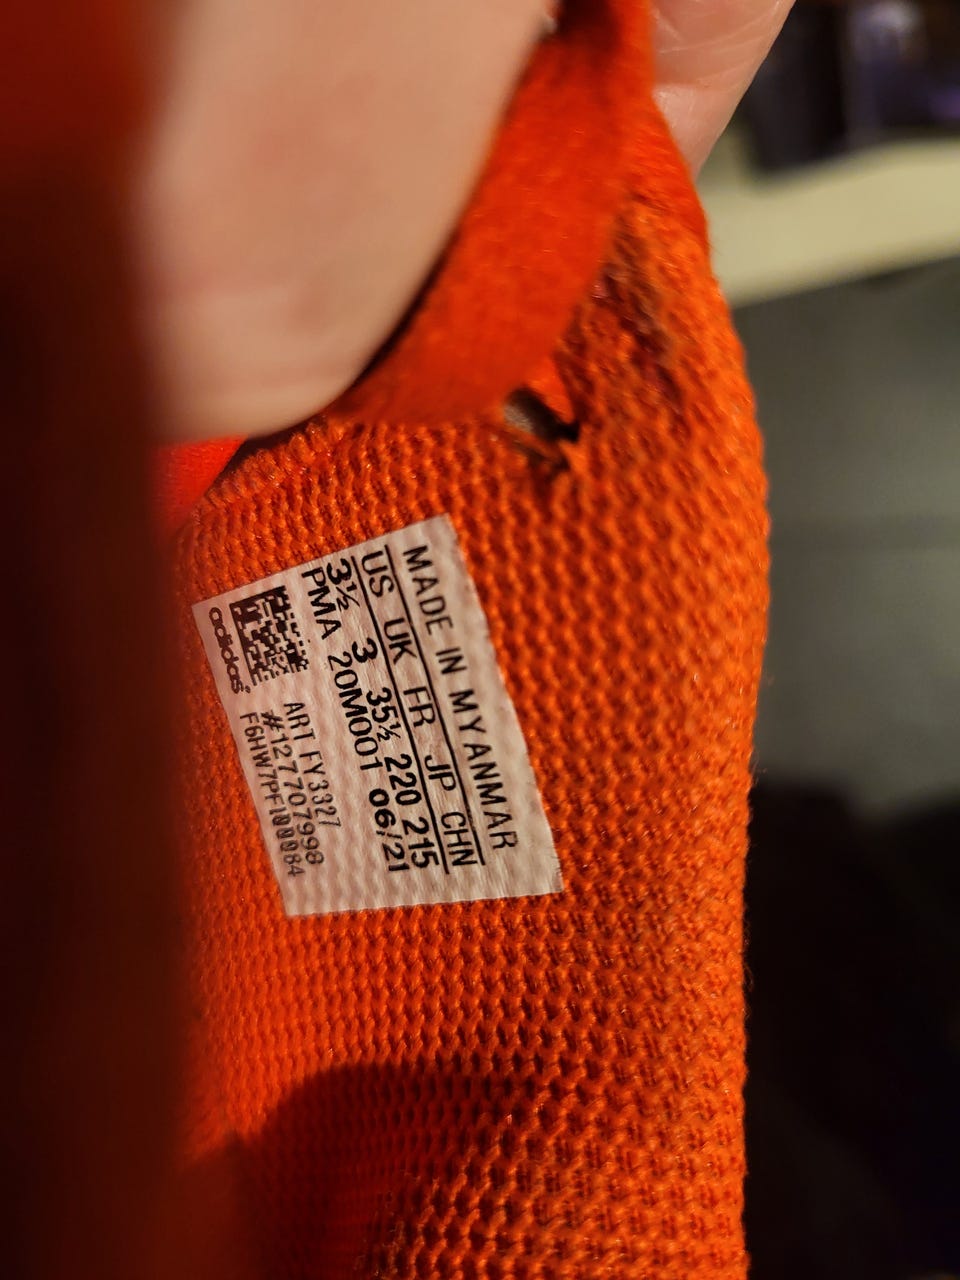 MADE IN MYANMAR
US UK FR JP CHN
3½ 3 35½ 220 215
PMA 20M001 06/21
ART FY3327
#127707998
F6HW7PF100084
adidas